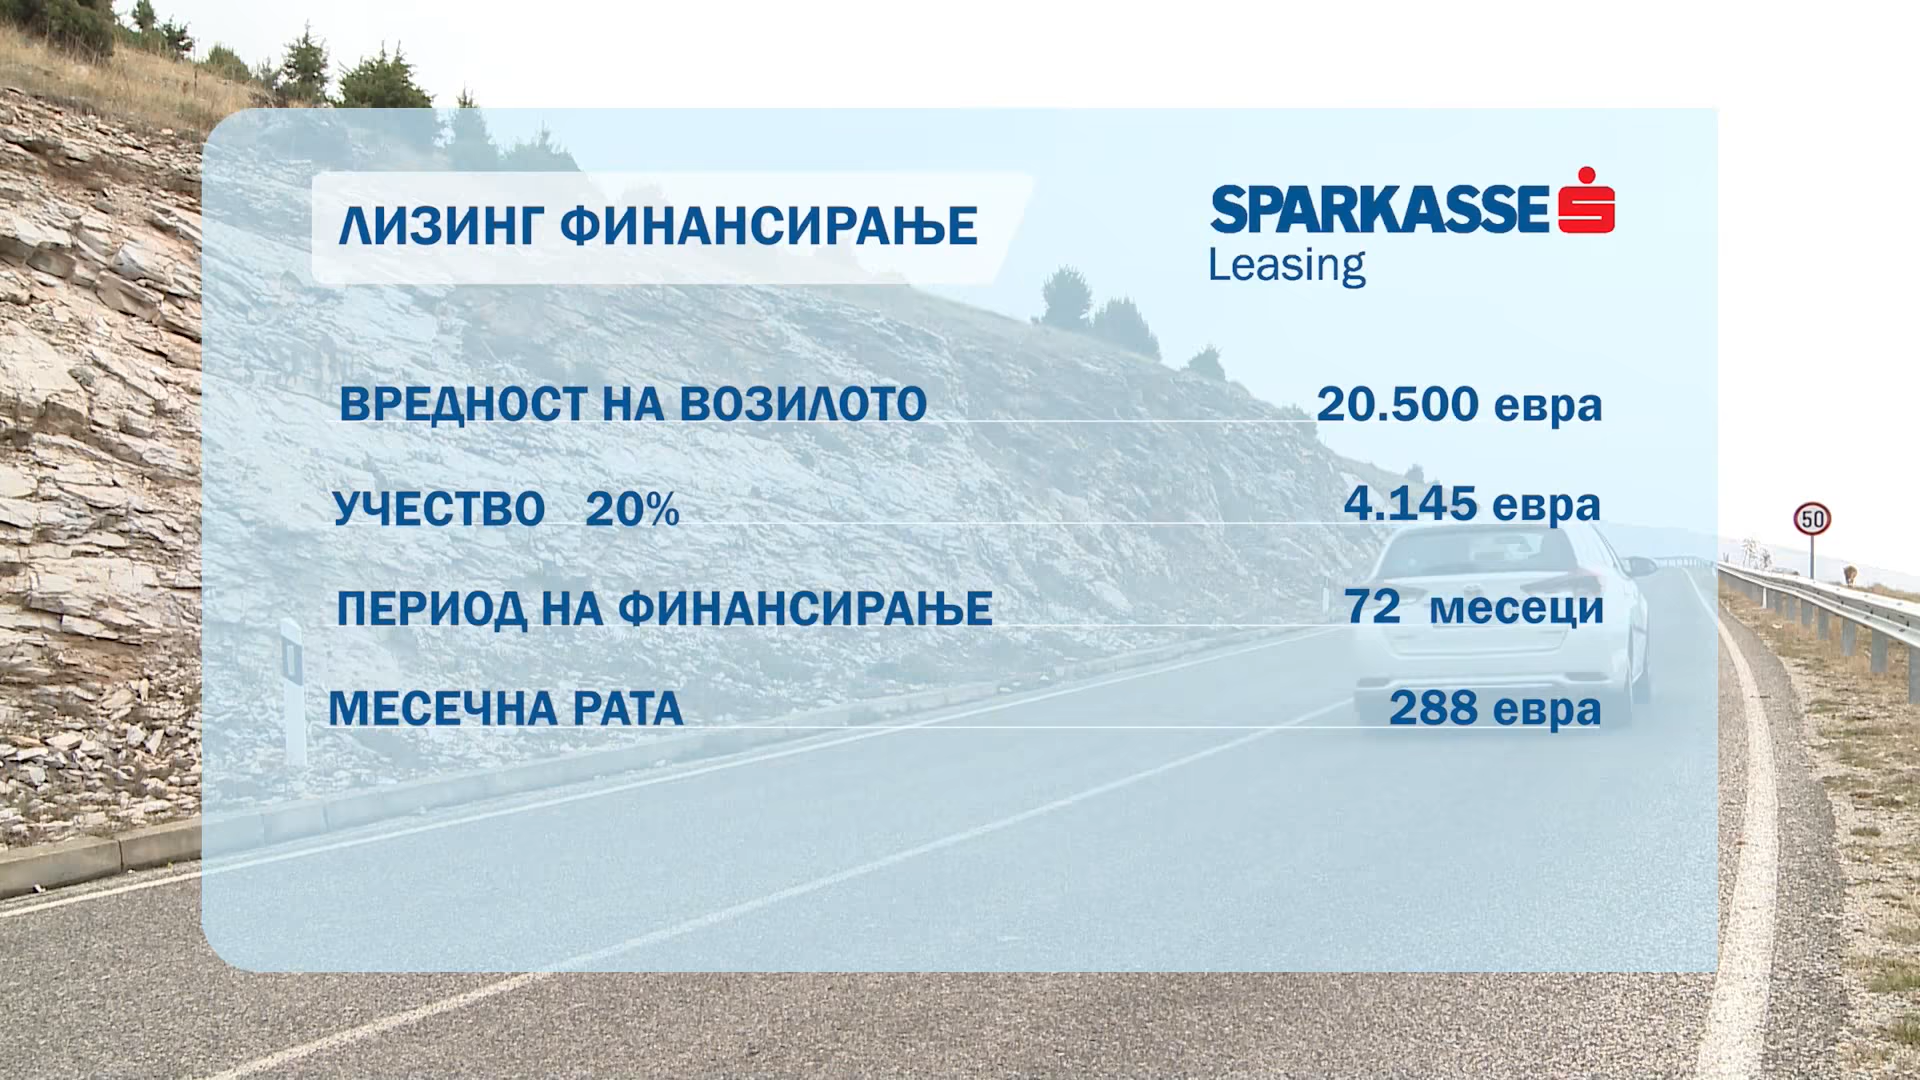 ЛИЗИНГ ФИНАНСИРАЊЕ
SPARKASSE
Leasing
ВРЕДНОСТ НА ВОЗИЛОТО 20.500 евра
УЧЕСТВО 20% 4.145 евра
ПЕРИОД НА ФИНАНСИРАЊЕ 72 месеци
МЕСЕЧНА РАТА 288 евра
50